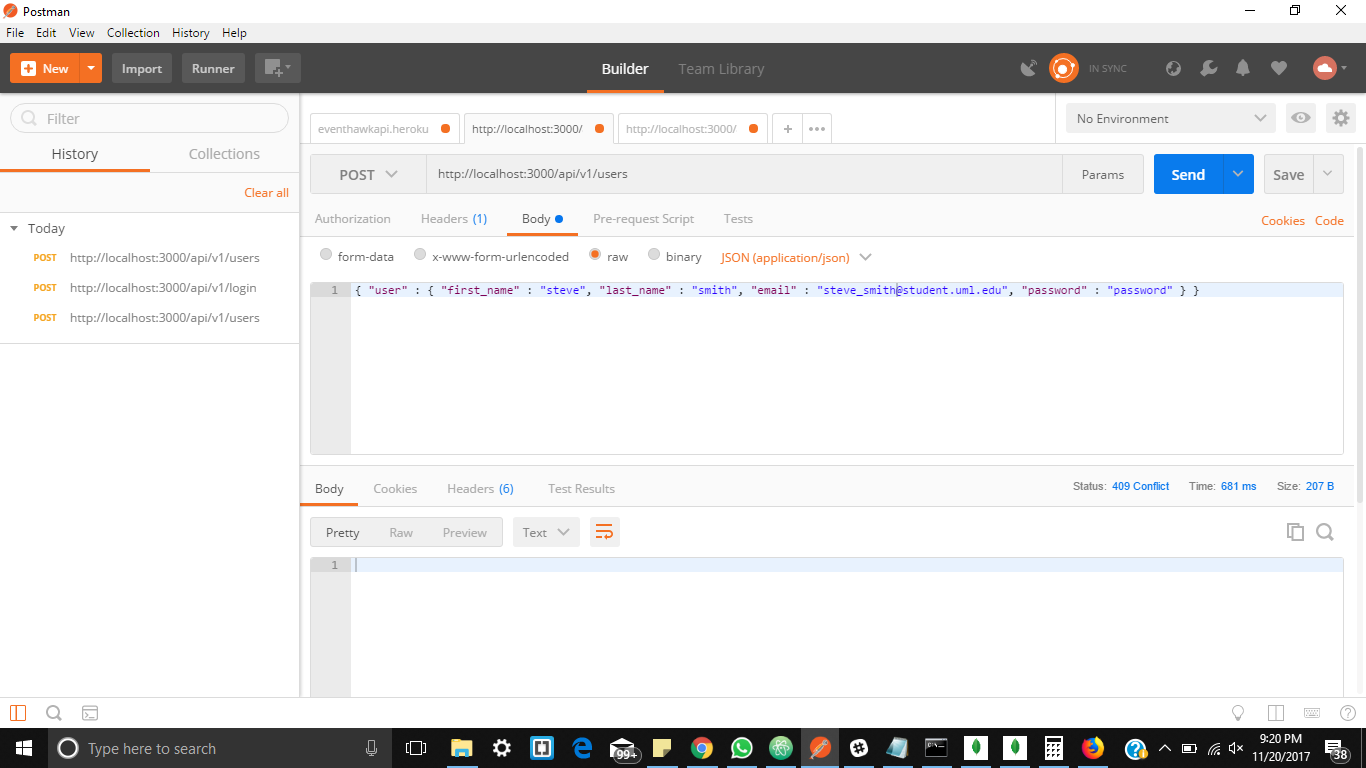 Postman
File Edit View Collection History Help
New Import Runner Builder Team Library IN SYNC
Filter
History Collections
Clear all
Today
POST http://localhost:3000/api/v1/users
POST http://localhost:3000/api/v1/login
POST http://localhost:3000/api/v1/users
eventhawkapi.heroku http://localhost:3000/ http://localhost:3000/ + ••• No Environment
POST http://localhost:3000/api/v1/users Params Send Save
Authorization Headers (1) Body Pre-request Script Tests Cookies Code
form-data x-www-form-urlencoded raw binary JSON (application/json)
1 { "user" : { "first_name" : "steve", "last_name" : "smith", "email" : "steve_smith@student.uml.edu", "password" : "password" } }
Body Cookies Headers (6) Test Results Status: 409 Conflict Time: 681 ms Size: 207 B
Pretty Raw Preview Text
1
Type here to search
99+
9:20 PM
11/20/2017
38